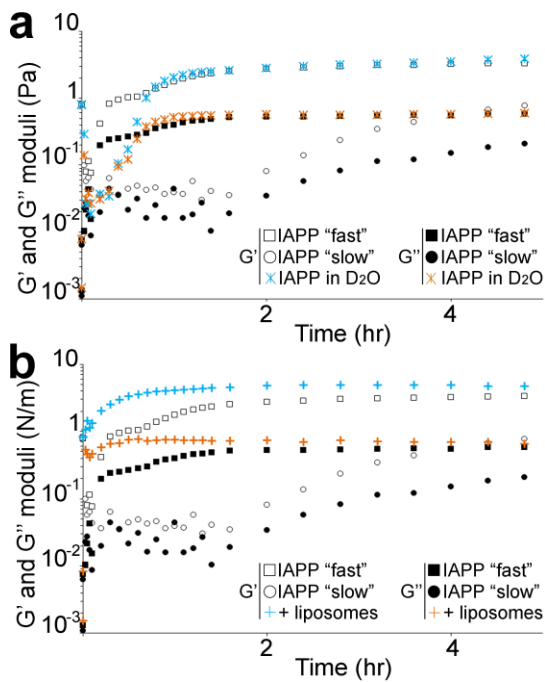 a
G' and G'' moduli (Pa)
10
1
10-1
10-2
10-3
G'
IAPP “fast”
IAPP “slow”
IAPP in D2O
G''
IAPP “fast”
IAPP “slow”
IAPP in D2O
2
4
Time (hr)
b
G' and G'' moduli (N/m)
10
1
10-1
10-2
10-3
G'
IAPP “fast”
IAPP “slow”
+ liposomes
G''
IAPP “fast”
IAPP “slow”
+ liposomes
2
4
Time (hr)